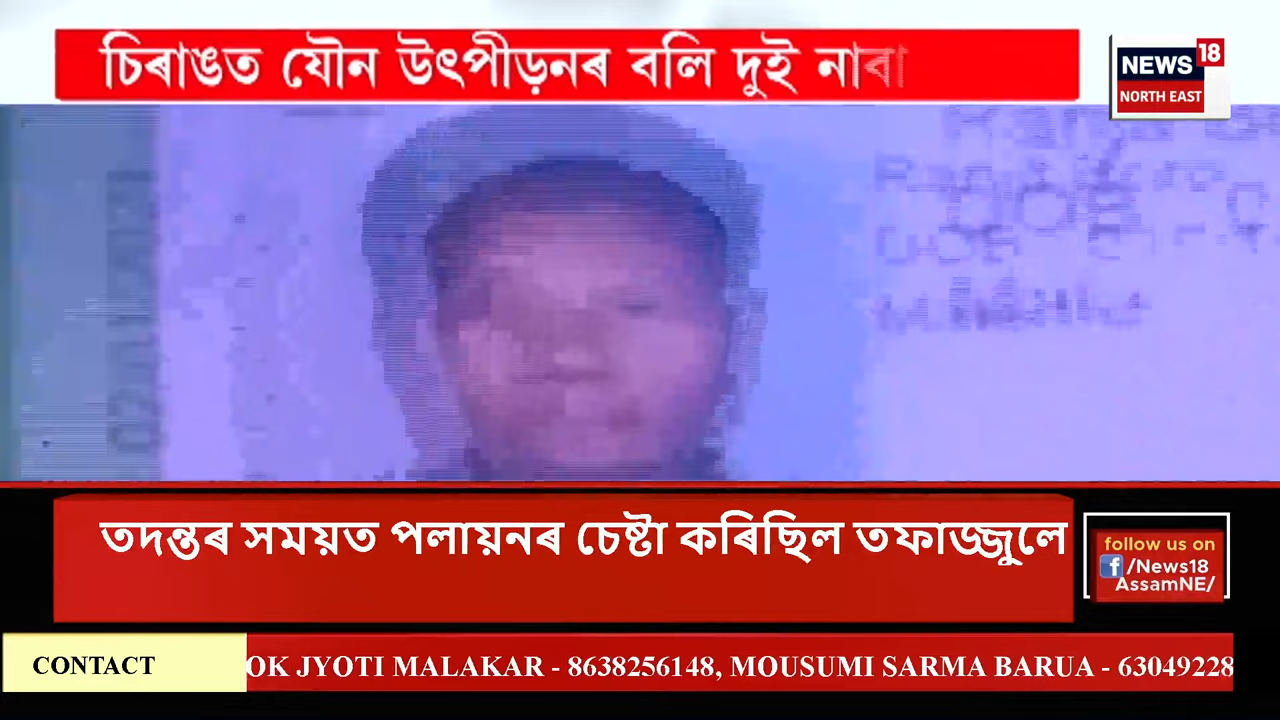 চিৰাঙত যৌন উৎপীড়নৰ বলি দুই নাবা
NEWS 18
NORTH EAST
তদন্তৰ সময়ত পলায়নৰ চেষ্টা কৰিছিল তফাজ্জুলে
follow us on
/News18
AssamNE/
CONTACT
OK JYOTI MALAKAR - 8638256148, MOUSUMI SARMA BARUA - 63049228